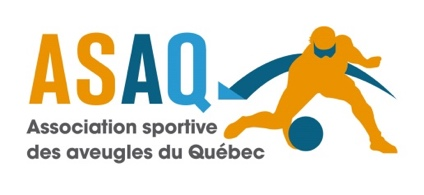 ASAQ
Association sportive
des aveugles du Québec